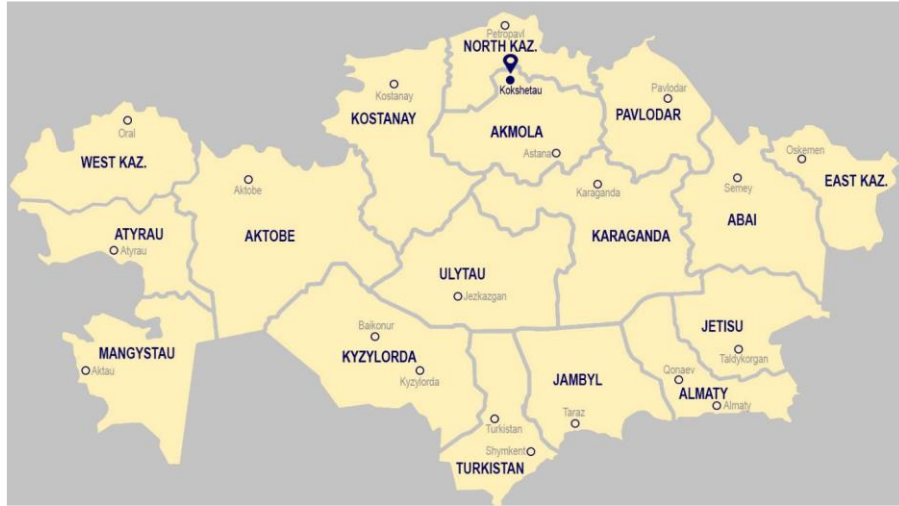 Petropavl
NORTH KAZ.
Kokshetau
Kostanay
KOSTANAY
Pavlodar
PAVLODAR
AKMOLA
Astana
Oral
WEST KAZ.
Oskemen
EAST KAZ.
Aktobe
AKTOBE
Karaganda
KARAGANDA
Semey
ABAI
ATYRAU
Atyrau
ULYTAU
Jezkazgan
JETISU
Taldykorgan
MANGYSTAU
Aktau
Baikonur
KYZYLORDA
Kyzylorda
JAMBYL
Taraz
Qonaev
ALMATY
Almaty
Turkistan
Shymkent
TURKISTAN